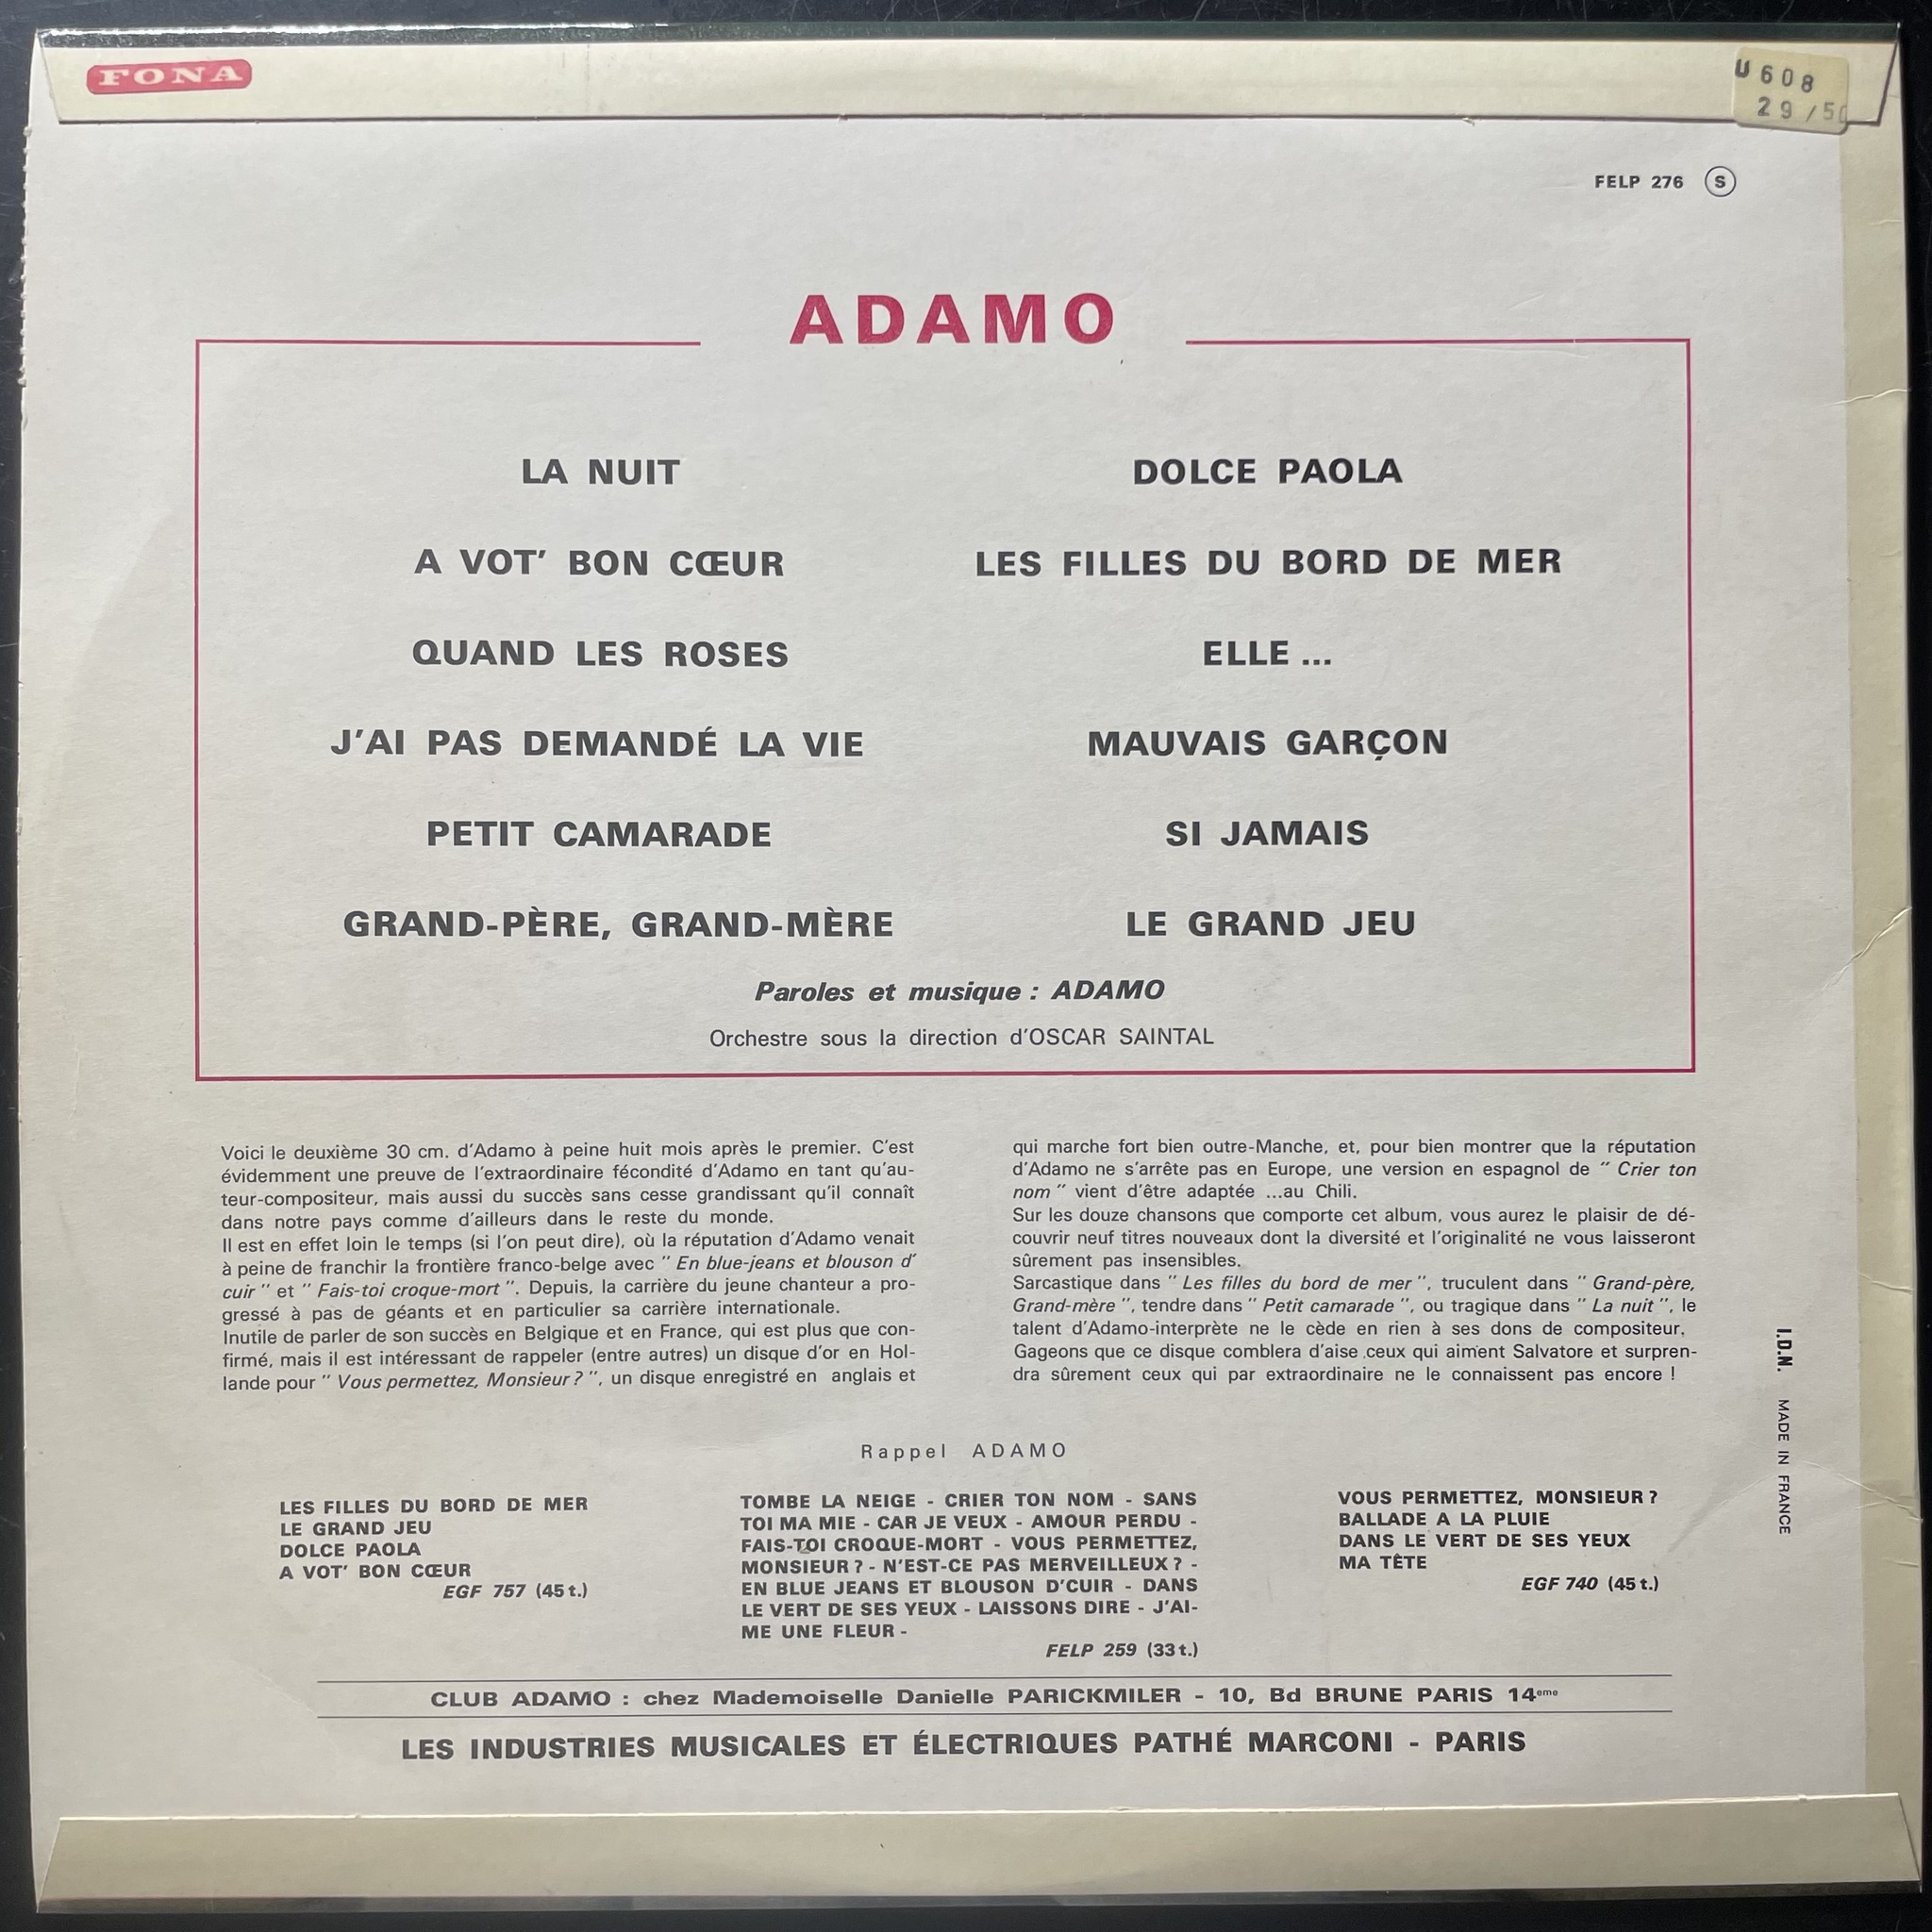 FONA
U 608
29 /50
FELP 276 Ⓢ
ADAMO
LA NUIT
A VOT' BON CŒUR
QUAND LES ROSES
J'AI PAS DEMANDÉ LA VIE
PETIT CAMARADE
GRAND-PÈRE, GRAND-MÈRE
DOLCE PAOLA
LES FILLES DU BORD DE MER
ELLE ...
MAUVAIS GARÇON
SI JAMAIS
LE GRAND JEU
Paroles et musique : ADAMO
Orchestre sous la direction d'OSCAR SAINTAL
Voici le deuxième 30 cm. d'Adamo à peine huit mois après le premier. C'est
évidemment une preuve de l'extraordinaire fécondité d'Adamo en tant qu'au-
teur-compositeur, mais aussi du succès sans cesse grandissant qu'il connaît
dans notre pays comme d'ailleurs dans le reste du monde.
Il est en effet loin le temps (si l'on peut dire), où la réputation d'Adamo venait
à peine de franchir la frontière franco-belge avec " En blue-jeans et blouson d'
cuir " et " Fais-toi croque-mort ". Depuis, la carrière du jeune chanteur a pro-
gressé à pas de géants et en particulier sa carrière internationale.
Inutile de parler de son succès en Belgique et en France, qui est plus que con-
firmé, mais il est intéressant de rappeler (entre autres) un disque d'or en Hol-
lande pour " Vous permettez, Monsieur ? ", un disque enregistré en anglais et
qui marche fort bien outre-Manche, et, pour bien montrer que la réputation
d'Adamo ne s'arrête pas en Europe, une version en espagnol de " Crier ton
nom " vient d'être adaptée ...au Chili.
Sur les douze chansons que comporte cet album, vous aurez le plaisir de dé-
couvrir neuf titres nouveaux dont la diversité et l'originalité ne vous laisseront
sûrement pas insensibles.
Sarcastique dans " Les filles du bord de mer ", truculent dans " Grand-père,
Grand-mère ", tendre dans " Petit camarade ", ou tragique dans " La nuit ", le
talent d'Adamo-interprète ne le cède en rien à ses dons de compositeur.
Gageons que ce disque comblera d'aise ceux qui aiment Salvatore et surpren-
dra sûrement ceux qui par extraordinaire ne le connaissent pas encore !
I.D.N. MADE IN FRANCE
Rappel ADAMO
LES FILLES DU BORD DE MER
LE GRAND JEU
DOLCE PAOLA
A VOT' BON CŒUR
EGF 757 (45 t.)
TOMBE LA NEIGE - CRIER TON NOM - SANS
TOI MA MIE - CAR JE VEUX - AMOUR PERDU -
FAIS-TOI CROQUE-MORT - VOUS PERMETTEZ,
MONSIEUR ? - N'EST-CE PAS MERVEILLEUX ? -
EN BLUE JEANS ET BLOUSON D'CUIR - DANS
LE VERT DE SES YEUX - LAISSONS DIRE - J'AI-
ME UNE FLEUR -
FELP 259 (33 t.)
VOUS PERMETTEZ, MONSIEUR ?
BALLADE A LA PLUIE
DANS LE VERT DE SES YEUX
MA TÊTE
EGF 740 (45 t.)
CLUB ADAMO : chez Mademoiselle Danielle PARICKMILER - 10, Bd BRUNE PARIS 14eme
LES INDUSTRIES MUSICALES ET ÉLECTRIQUES PATHÉ MARCONI - PARIS